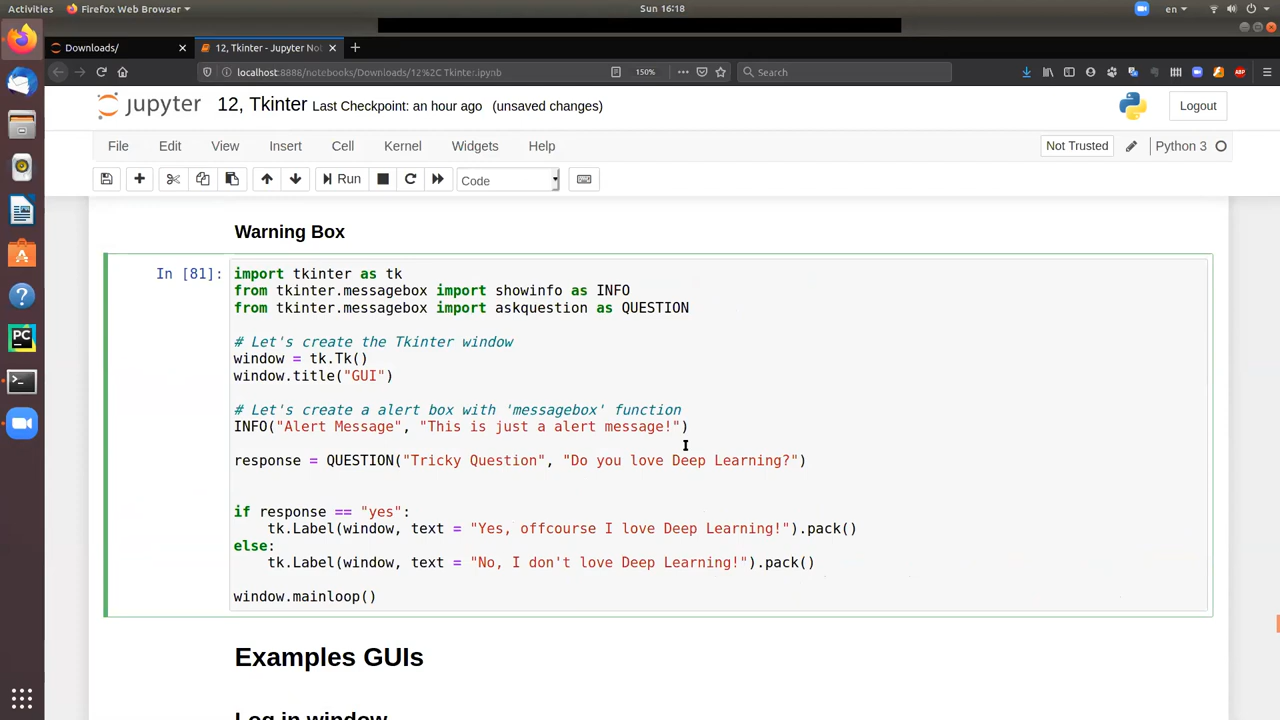 Activities Firefox Web Browser Sun 16:18 en
Downloads/ 12, Tkinter - Jupyter No
localhost:8888/notebooks/Downloads/12%2C Tkinter.ipynb 150% Search ABP
jupyter 12, Tkinter Last Checkpoint: an hour ago (unsaved changes) Logout
File Edit View Insert Cell Kernel Widgets Help Not Trusted Python 3
Run Code
Warning Box
In [81]: import tkinter as tk
from tkinter.messagebox import showinfo as INFO
from tkinter.messagebox import askquestion as QUESTION
# Let's create the Tkinter window
window = tk.Tk()
window.title("GUI")
# Let's create a alert box with 'messagebox' function
INFO("Alert Message", "This is just a alert message!")
response = QUESTION("Tricky Question", "Do you love Deep Learning?")
if response == "yes":
tk.Label(window, text = "Yes, offcourse I love Deep Learning!").pack()
else:
tk.Label(window, text = "No, I don't love Deep Learning!").pack()
window.mainloop()
Examples GUIs
Log in window
PC